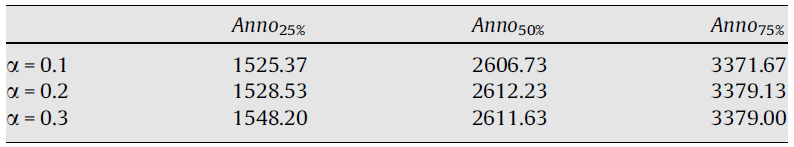 Anno25% Anno50% Anno75%
α = 0.1 1525.37 2606.73 3371.67
α = 0.2 1528.53 2612.23 3379.13
α = 0.3 1548.20 2611.63 3379.00